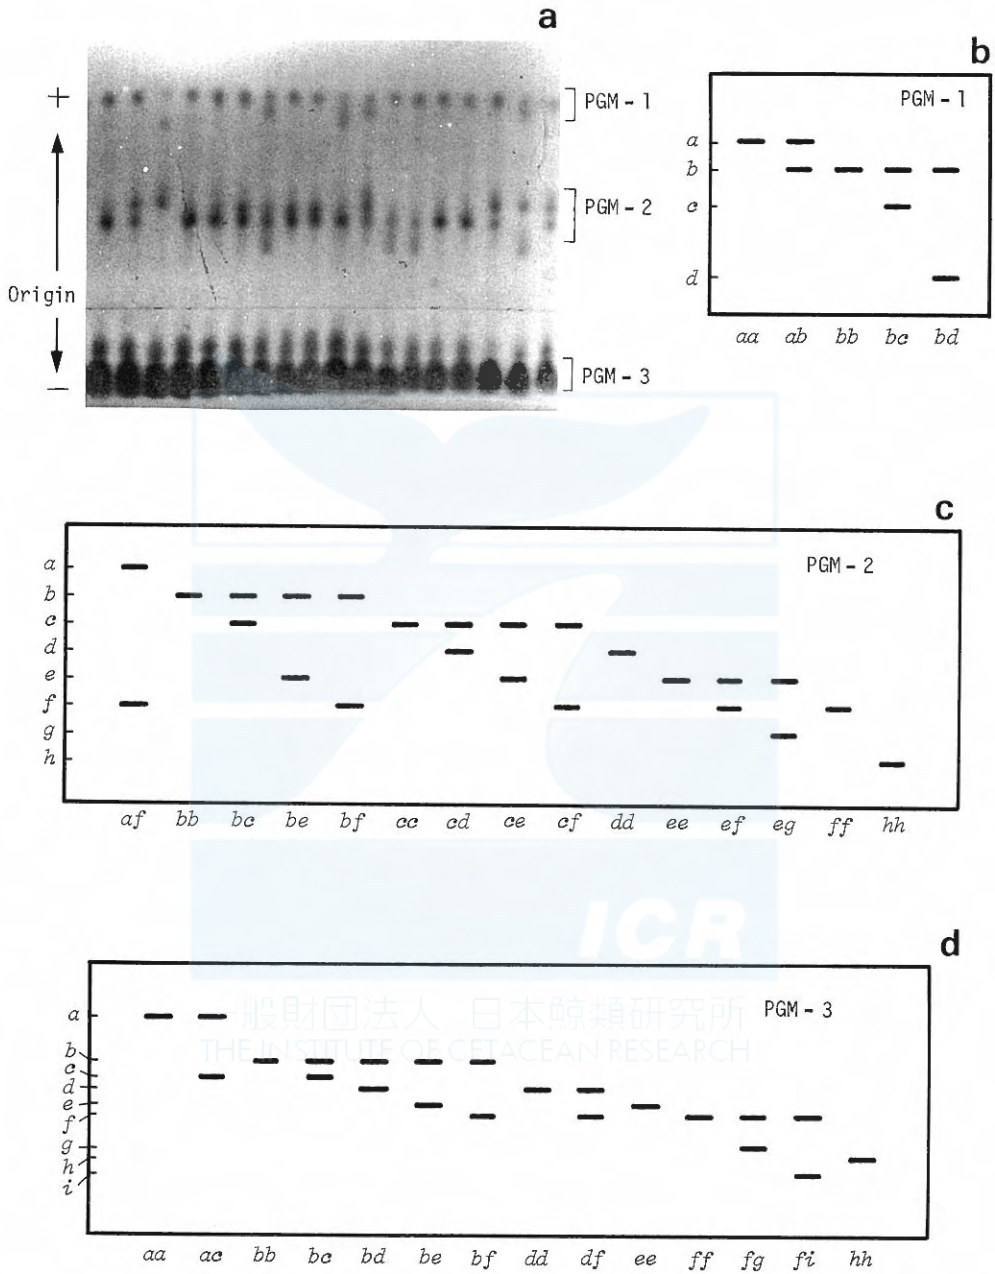 a
+
PGM - 1
PGM - 2
Origin
−
PGM - 3
b
PGM - 1
a
b
c
d
aa ab bb bc bd
c
PGM - 2
a
b
c
d
e
f
g
h
af bb bc be bf cc cd ce cf dd ee ef eg ff hh
d
PGM - 3
a
b
c
d
e
f
g
h
i
aa ac bb bc bd be bf dd df ee ff fg fi hh
ICR
一般財団法人 日本鯨類研究所
THE INSTITUTE OF CETACEAN RESEARCH